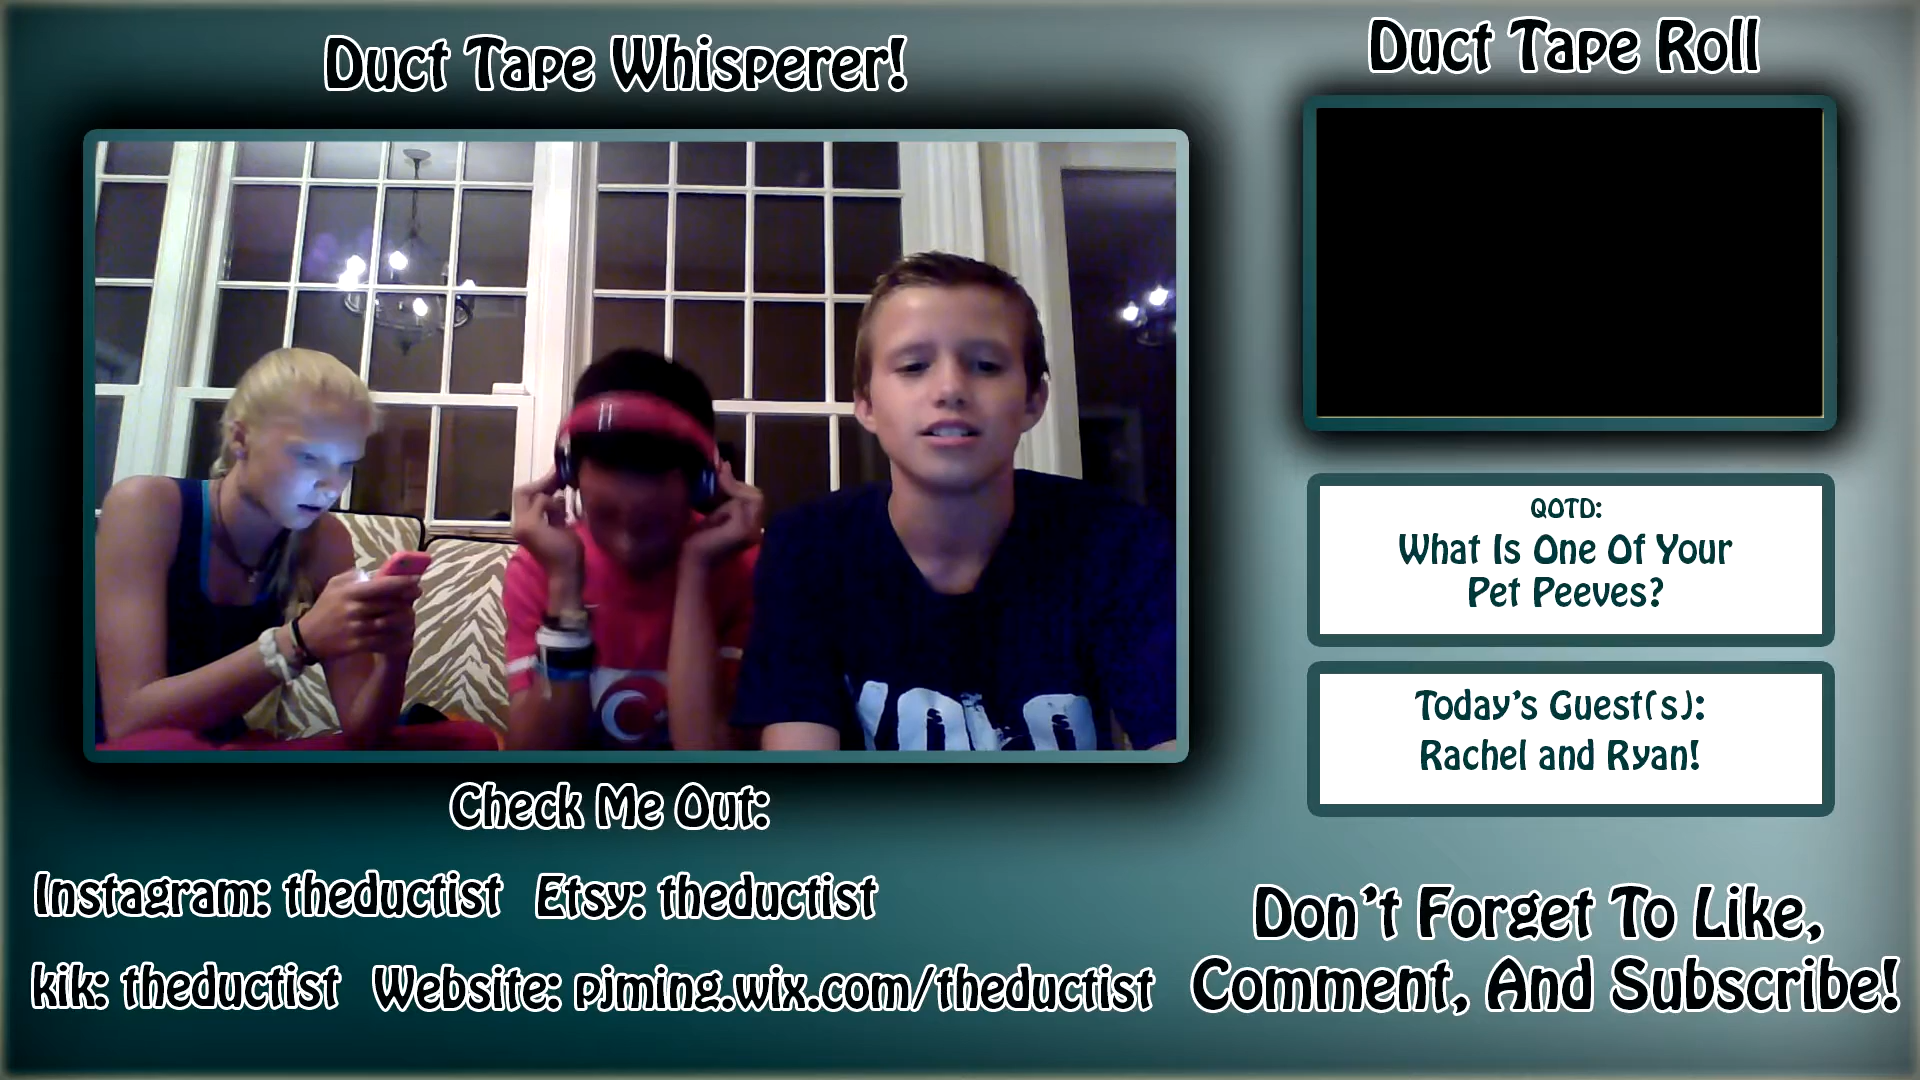 Duct Tape Whisperer!
Duct Tape Roll
YOLO
QOTD:
What Is One Of Your
Pet Peeves?
Today's Guest(s):
Rachel and Ryan!
Check Me Out:
Instagram: theductist Etsy: theductist
kik: theductist Website: pjming.wix.com/theductist
Don't Forget To Like,
Comment, And Subscribe!